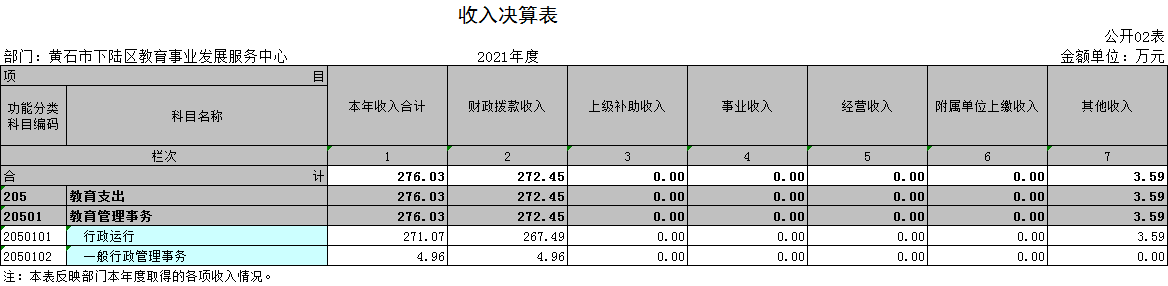 收入决算表
公开02表
部门：黄石市下陆区教育事业发展服务中心 2021年度 金额单位：万元
项 目
功能分类科目编码 科目名称 本年收入合计 财政拨款收入 上级补助收入 事业收入 经营收入 附属单位上缴收入 其他收入
栏次 1 2 3 4 5 6 7
合 计 276.03 272.45 0.00 0.00 0.00 0.00 3.59
205 教育支出 276.03 272.45 0.00 0.00 0.00 0.00 3.59
20501 教育管理事务 276.03 272.45 0.00 0.00 0.00 0.00 3.59
2050101 行政运行 271.07 267.49 0.00 0.00 0.00 0.00 3.59
2050102 一般行政管理事务 4.96 4.96 0.00 0.00 0.00 0.00 0.00
注：本表反映部门本年度取得的各项收入情况。